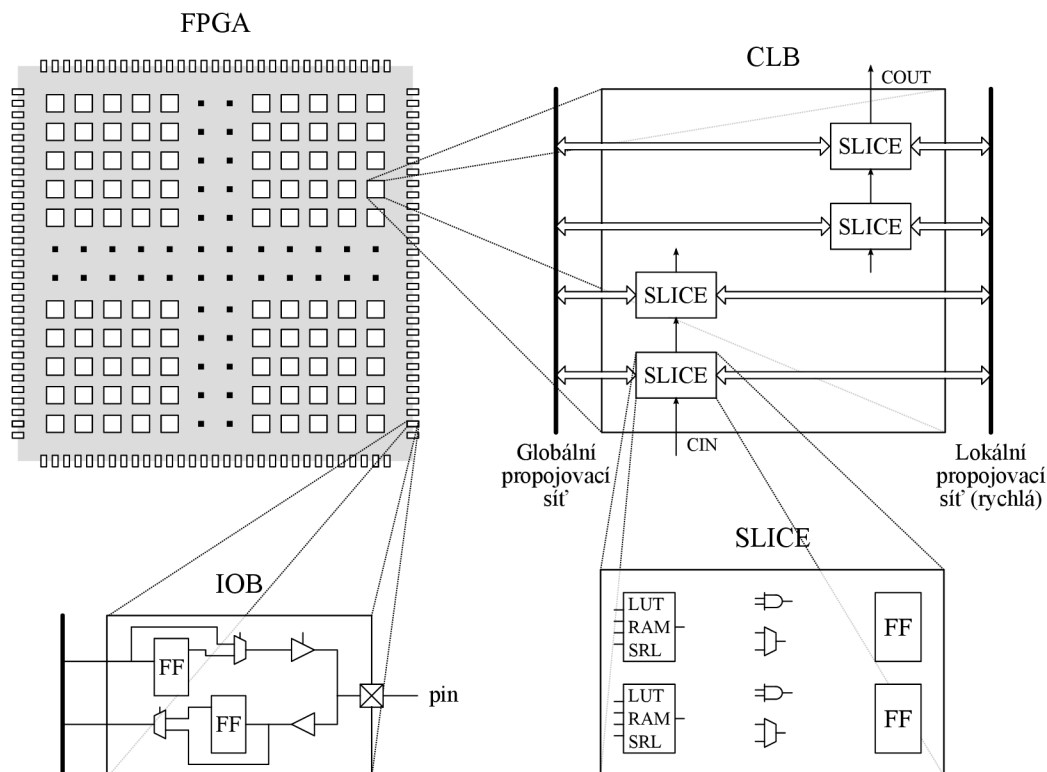 FPGA
CLB
COUT
SLICE
SLICE
SLICE
SLICE
CIN
Globální
propojovací
síť
Lokální
propojovací
síť (rychlá)
SLICE
IOB
FF
FF
pin
LUT
RAM
SRL
FF
LUT
RAM
SRL
FF